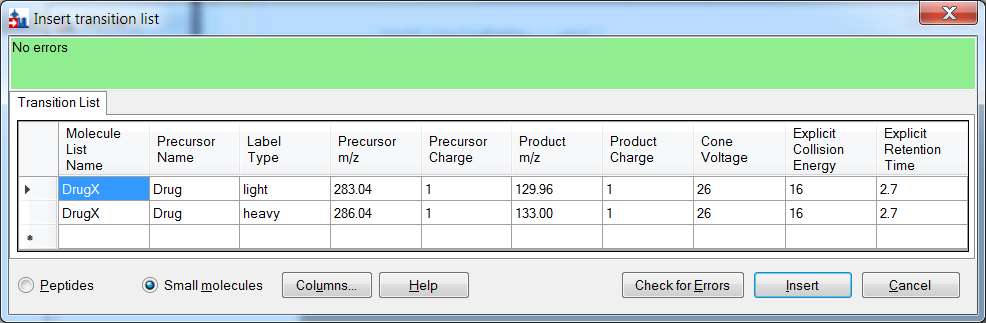 Insert transition list
No errors
Transition List
Molecule List Name Precursor Name Label Type Precursor m/z Precursor Charge Product m/z Product Charge Cone Voltage Explicit Collision Energy Explicit Retention Time
DrugX Drug light 283.04 1 129.96 1 26 16 2.7
DrugX Drug heavy 286.04 1 133.00 1 26 16 2.7
Peptides Small molecules Columns... Help Check for Errors Insert Cancel